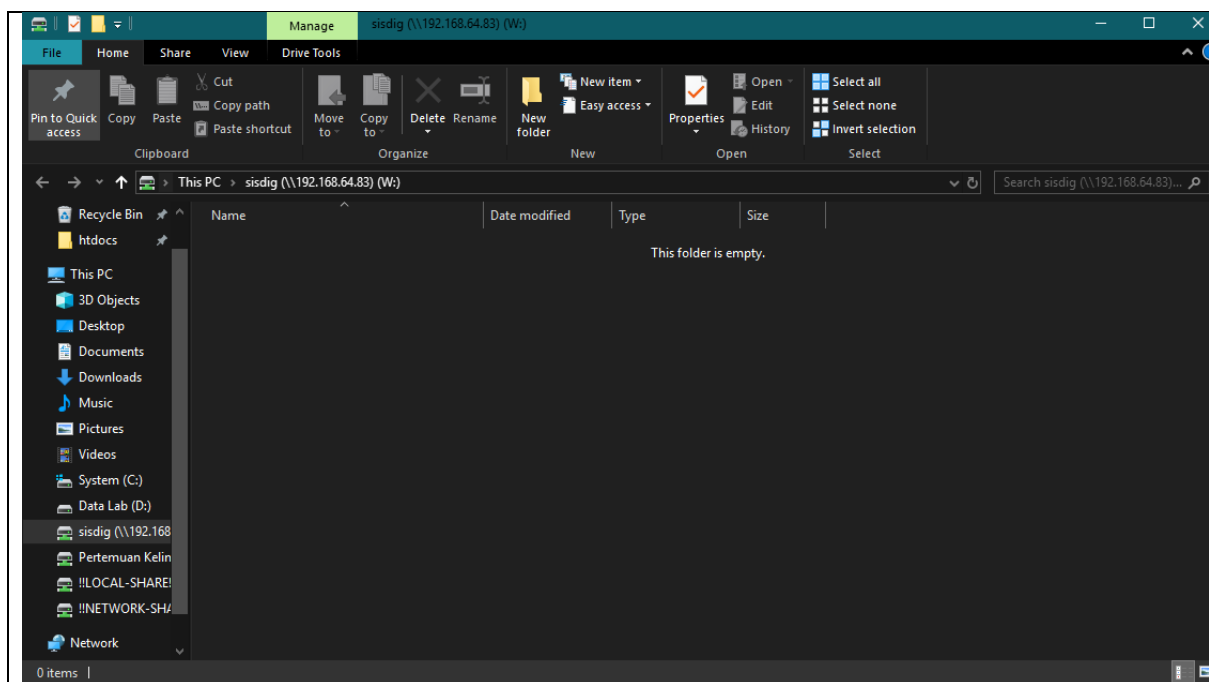 Manage sisdig (\\192.168.64.83) (W:)
File Home Share View Drive Tools
Pin to Quick access
Copy
Paste
Cut
Copy path
Paste shortcut
Move to
Copy to
Delete
Rename
New folder
New item
Easy access
Properties
Open
Edit
History
Select all
Select none
Invert selection
Clipboard Organize New Open Select
This PC > sisdig (\\192.168.64.83) (W:)
Search sisdig (\\192.168.64.83)...
Name Date modified Type Size
This folder is empty.
Recycle Bin
htdocs
This PC
3D Objects
Desktop
Documents
Downloads
Music
Pictures
Videos
System (C:)
Data Lab (D:)
sisdig (\\192.168
Pertemuan Kelin
!!LOCAL-SHARE!
!!NETWORK-SHA
Network
0 items